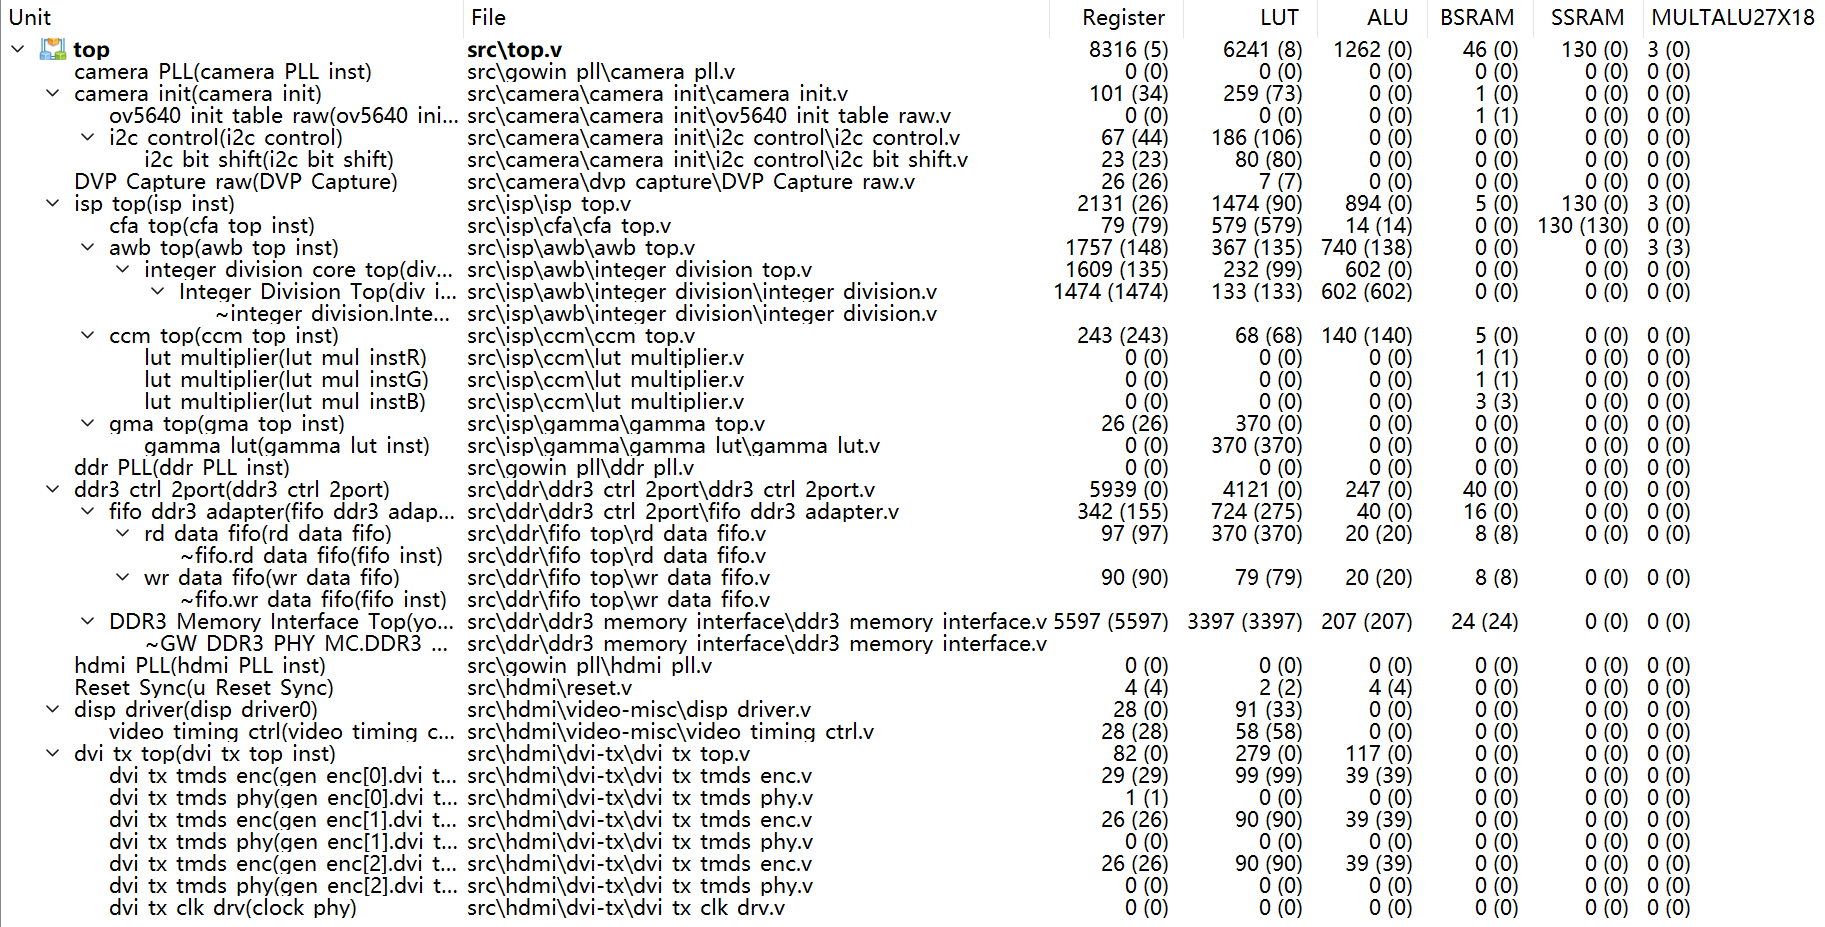 Unit File Register LUT ALU BSRAM SSRAM MULTALU27X18
top src\top.v 8316 (5) 6241 (8) 1262 (0) 46 (0) 130 (0) 3 (0)
camera PLL(camera PLL inst) src\gowin pll\camera pll.v 0 (0) 0 (0) 0 (0) 0 (0) 0 (0) 0 (0)
camera init(camera init) src\camera\camera init\camera init.v 101 (34) 259 (73) 0 (0) 1 (0) 0 (0) 0 (0)
ov5640 init table raw(ov5640 ini... src\camera\camera init\ov5640 init table raw.v 0 (0) 0 (0) 0 (0) 1 (1) 0 (0) 0 (0)
i2c control(i2c control) src\camera\camera init\i2c control\i2c control.v 67 (44) 186 (106) 0 (0) 0 (0) 0 (0) 0 (0)
i2c bit shift(i2c bit shift) src\camera\camera init\i2c control\i2c bit shift.v 23 (23) 80 (80) 0 (0) 0 (0) 0 (0) 0 (0)
DVP Capture raw(DVP Capture) src\camera\dvp capture\DVP Capture raw.v 26 (26) 7 (7) 0 (0) 0 (0) 0 (0) 0 (0)
isp top(isp inst) src\isp\isp top.v 2131 (26) 1474 (90) 894 (0) 5 (0) 130 (0) 3 (0)
cfa top(cfa top inst) src\isp\cfa\cfa top.v 79 (79) 579 (579) 14 (14) 0 (0) 130 (130) 0 (0)
awb top(awb top inst) src\isp\awb\awb top.v 1757 (148) 367 (135) 740 (138) 0 (0) 0 (0) 3 (3)
integer division core top(div... src\isp\awb\integer division top.v 1609 (135) 232 (99) 602 (0) 0 (0) 0 (0) 0 (0)
Integer Division Top(div i... src\isp\awb\integer division\integer division.v 1474 (1474) 133 (133) 602 (602) 0 (0) 0 (0) 0 (0)
~integer division.Inte... src\isp\awb\integer division\integer division.v
ccm top(ccm top inst) src\isp\ccm\ccm top.v 243 (243) 68 (68) 140 (140) 5 (0) 0 (0) 0 (0)
lut multiplier(lut mul instR) src\isp\ccm\lut multiplier.v 0 (0) 0 (0) 0 (0) 1 (1) 0 (0) 0 (0)
lut multiplier(lut mul instG) src\isp\ccm\lut multiplier.v 0 (0) 0 (0) 0 (0) 1 (1) 0 (0) 0 (0)
lut multiplier(lut mul instB) src\isp\ccm\lut multiplier.v 0 (0) 0 (0) 0 (0) 3 (3) 0 (0) 0 (0)
gma top(gma top inst) src\isp\gamma\gamma top.v 26 (26) 370 (0) 0 (0) 0 (0) 0 (0) 0 (0)
gamma lut(gamma lut inst) src\isp\gamma\gamma lut\gamma lut.v 0 (0) 370 (370) 0 (0) 0 (0) 0 (0) 0 (0)
ddr PLL(ddr PLL inst) src\gowin pll\ddr pll.v 0 (0) 0 (0) 0 (0) 0 (0) 0 (0) 0 (0)
ddr3 ctrl 2port(ddr3 ctrl 2port) src\ddr\ddr3 ctrl 2port\ddr3 ctrl 2port.v 5939 (0) 4121 (0) 247 (0) 40 (0) 0 (0) 0 (0)
fifo ddr3 adapter(fifo ddr3 adap... src\ddr\ddr3 ctrl 2port\fifo ddr3 adapter.v 342 (155) 724 (275) 40 (0) 16 (0) 0 (0) 0 (0)
rd data fifo(rd data fifo) src\ddr\fifo top\rd data fifo.v 97 (97) 370 (370) 20 (20) 8 (8) 0 (0) 0 (0)
~fifo.rd data fifo(fifo inst) src\ddr\fifo top\rd data fifo.v
wr data fifo(wr data fifo) src\ddr\fifo top\wr data fifo.v 90 (90) 79 (79) 20 (20) 8 (8) 0 (0) 0 (0)
~fifo.wr data fifo(fifo inst) src\ddr\fifo top\wr data fifo.v
DDR3 Memory Interface Top(yo... src\ddr\ddr3 memory interface\ddr3 memory interface.v 5597 (5597) 3397 (3397) 207 (207) 24 (24) 0 (0) 0 (0)
~GW DDR3 PHY MC.DDR3 ... src\ddr\ddr3 memory interface\ddr3 memory interface.v
hdmi PLL(hdmi PLL inst) src\gowin pll\hdmi pll.v 0 (0) 0 (0) 0 (0) 0 (0) 0 (0) 0 (0)
Reset Sync(u Reset Sync) src\hdmi\reset.v 4 (4) 2 (2) 4 (4) 0 (0) 0 (0) 0 (0)
disp driver(disp driver0) src\hdmi\video-misc\disp driver.v 28 (0) 91 (33) 0 (0) 0 (0) 0 (0) 0 (0)
video timing ctrl(video timing c... src\hdmi\video-misc\video timing ctrl.v 28 (28) 58 (58) 0 (0) 0 (0) 0 (0) 0 (0)
dvi tx top(dvi tx top inst) src\hdmi\dvi-tx\dvi tx top.v 82 (0) 279 (0) 117 (0) 0 (0) 0 (0) 0 (0)
dvi tx tmds enc(gen enc[0].dvi t... src\hdmi\dvi-tx\dvi tx tmds enc.v 29 (29) 99 (99) 39 (39) 0 (0) 0 (0) 0 (0)
dvi tx tmds phy(gen enc[0].dvi t... src\hdmi\dvi-tx\dvi tx tmds phy.v 1 (1) 0 (0) 0 (0) 0 (0) 0 (0) 0 (0)
dvi tx tmds enc(gen enc[1].dvi t... src\hdmi\dvi-tx\dvi tx tmds enc.v 26 (26) 90 (90) 39 (39) 0 (0) 0 (0) 0 (0)
dvi tx tmds phy(gen enc[1].dvi t... src\hdmi\dvi-tx\dvi tx tmds phy.v 0 (0) 0 (0) 0 (0) 0 (0) 0 (0) 0 (0)
dvi tx tmds enc(gen enc[2].dvi t... src\hdmi\dvi-tx\dvi tx tmds enc.v 26 (26) 90 (90) 39 (39) 0 (0) 0 (0) 0 (0)
dvi tx tmds phy(gen enc[2].dvi t... src\hdmi\dvi-tx\dvi tx tmds phy.v 0 (0) 0 (0) 0 (0) 0 (0) 0 (0) 0 (0)
dvi tx clk drv(clock phy) src\hdmi\dvi-tx\dvi tx clk drv.v 0 (0) 0 (0) 0 (0) 0 (0) 0 (0) 0 (0)